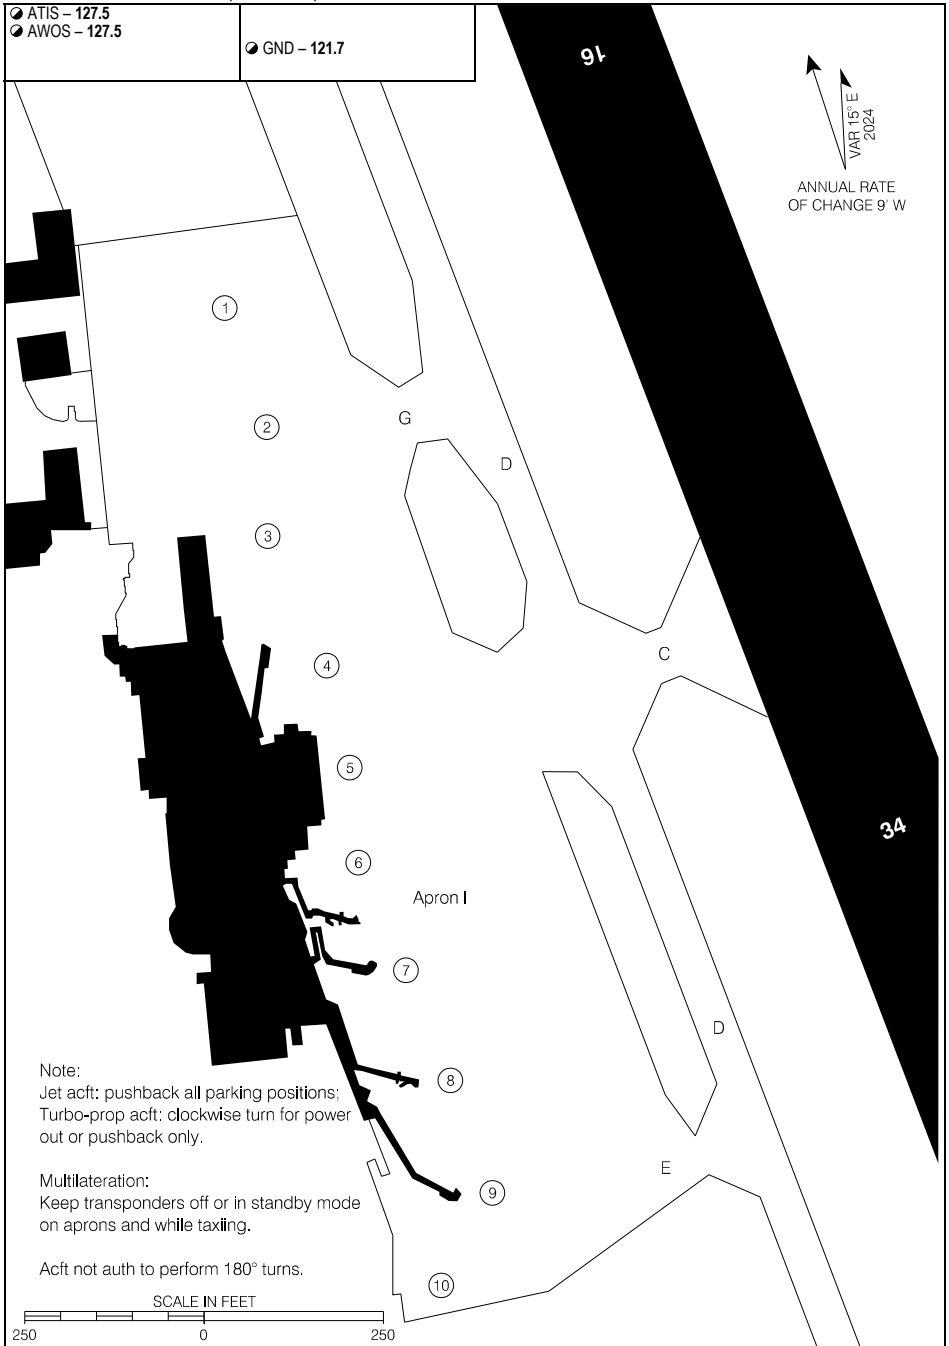 ATIS – 127.5
AWOS – 127.5
GND – 121.7
16
VAR 15° E
2024
ANNUAL RATE
OF CHANGE 9' W
1
G
2
D
3
C
4
5
34
6
Apron I
7
D
8
E
9
10
Note:
Jet acft: pushback all parking positions;
Turbo-prop acft: clockwise turn for power
out or pushback only.
Multilateration:
Keep transponders off or in standby mode
on aprons and while taxiing.
Acft not auth to perform 180° turns.
SCALE IN FEET
250 0 250